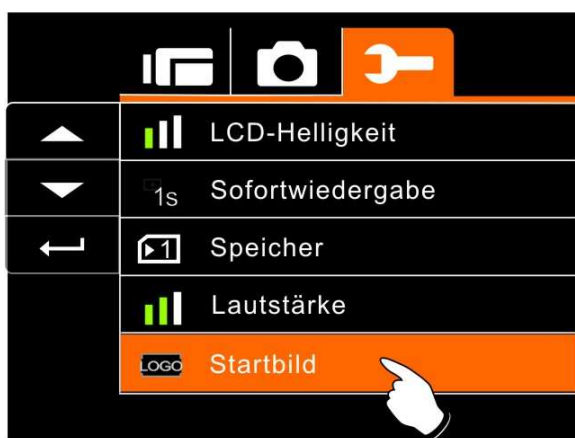 LCD-Helligkeit
1s Sofortwiedergabe
1 Speicher
Lautstärke
LOGO Startbild